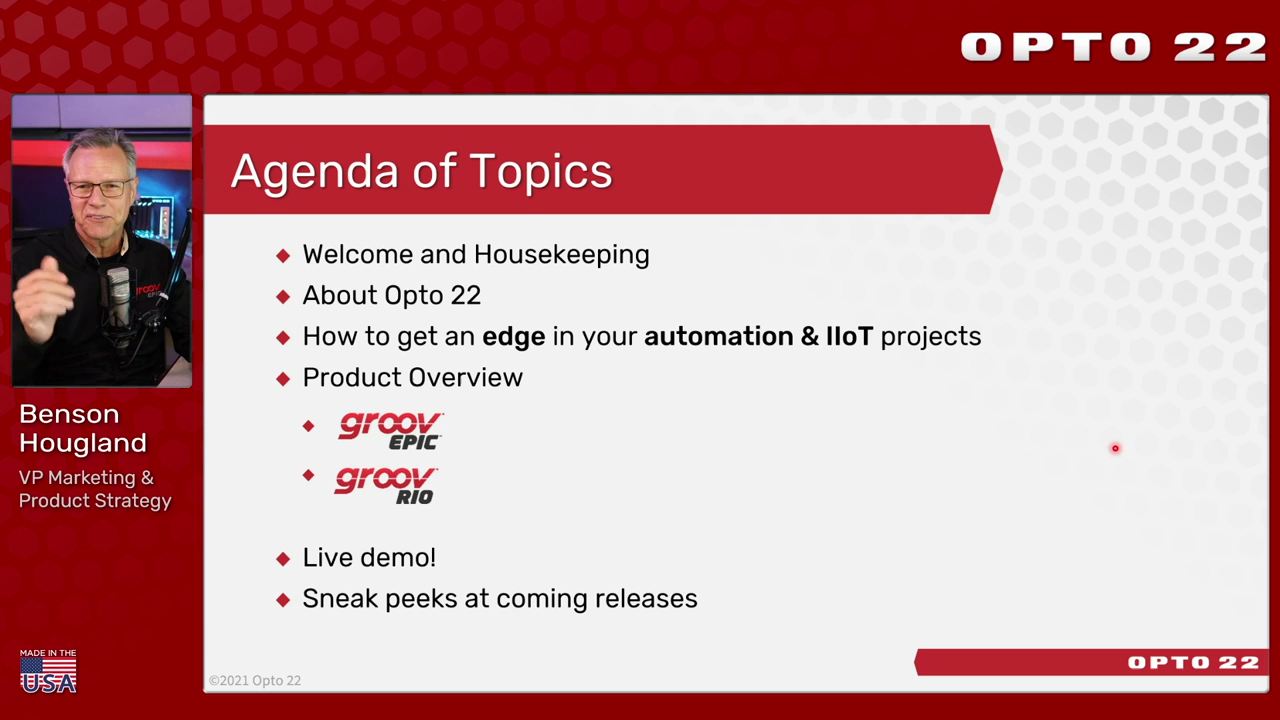 OPTO 22
Agenda of Topics
Welcome and Housekeeping
About Opto 22
How to get an edge in your automation & IIoT projects
Product Overview
groov
EPIC
groov
RIO
Live demo!
Sneak peeks at coming releases
groov
EPIC
Benson
Hougland
VP Marketing &
Product Strategy
MADE IN THE
USA
©2021 Opto 22
OPTO 22